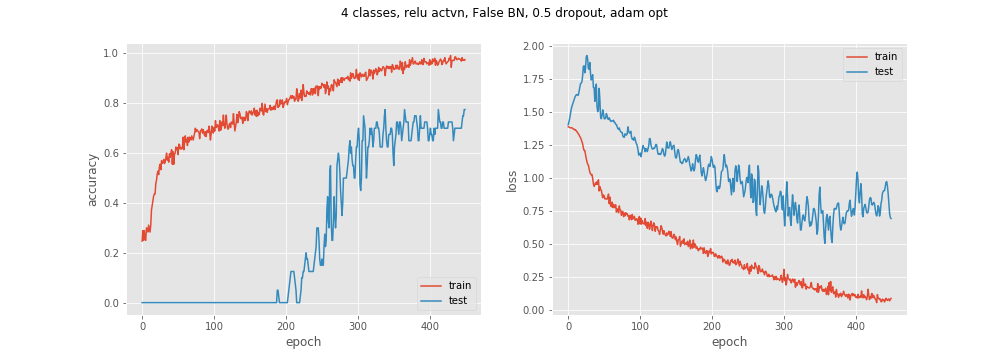 4 classes, relu actvn, False BN, 0.5 dropout, adam opt
accuracy
1.0
0.8
0.6
0.4
0.2
0.0
0 100 200 300 400
epoch
train
test
loss
2.00
1.75
1.50
1.25
1.00
0.75
0.50
0.25
0.00
0 100 200 300 400
epoch
train
test